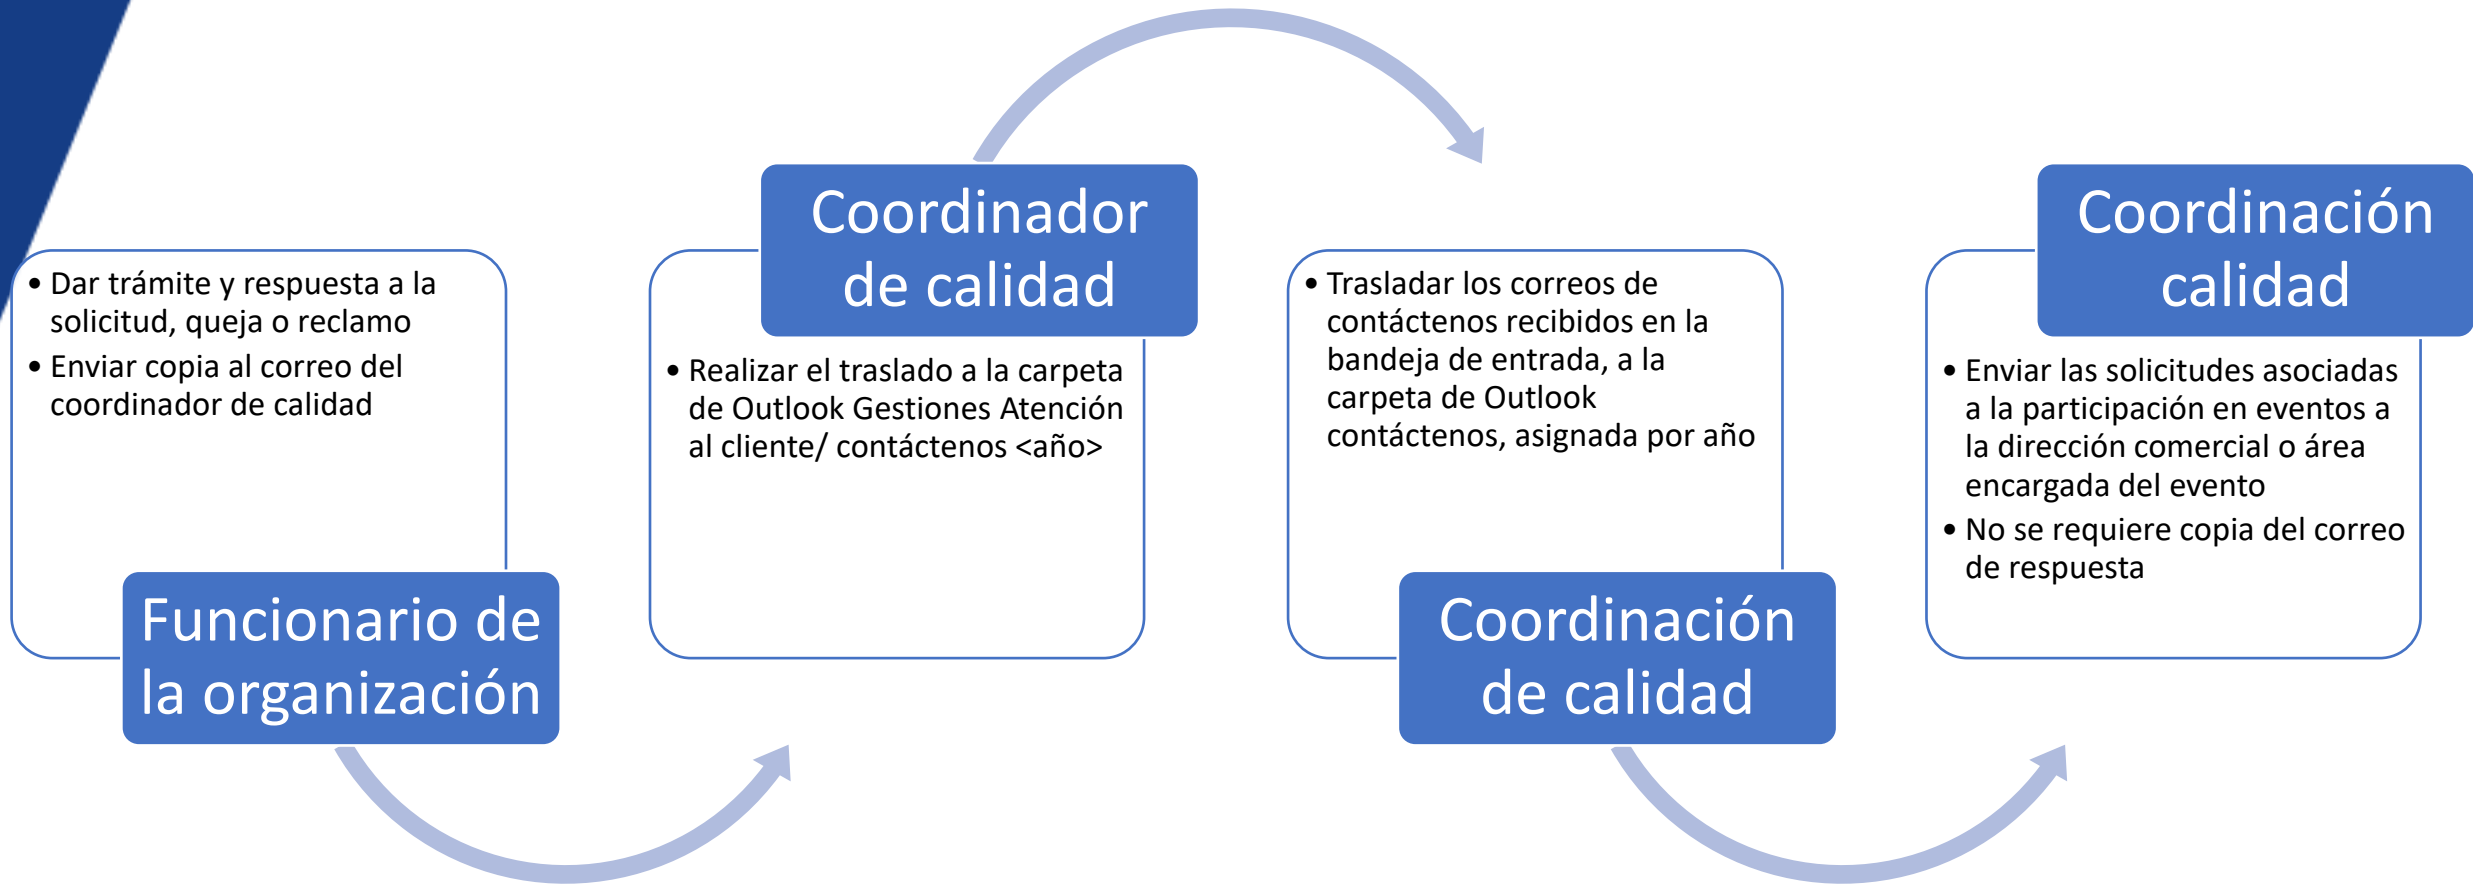 • Dar trámite y respuesta a la
solicitud, queja o reclamo
• Enviar copia al correo del
coordinador de calidad
Funcionario de
la organización
Coordinador
de calidad
• Realizar el traslado a la carpeta
de Outlook Gestiones Atención
al cliente/ contáctenos <año>
• Trasladar los correos de
contáctenos recibidos en la
bandeja de entrada, a la
carpeta de Outlook
contáctenos, asignada por año
Coordinación
de calidad
Coordinación
calidad
• Enviar las solicitudes asociadas
a la participación en eventos a
la dirección comercial o área
encargada del evento
• No se requiere copia del correo
de respuesta